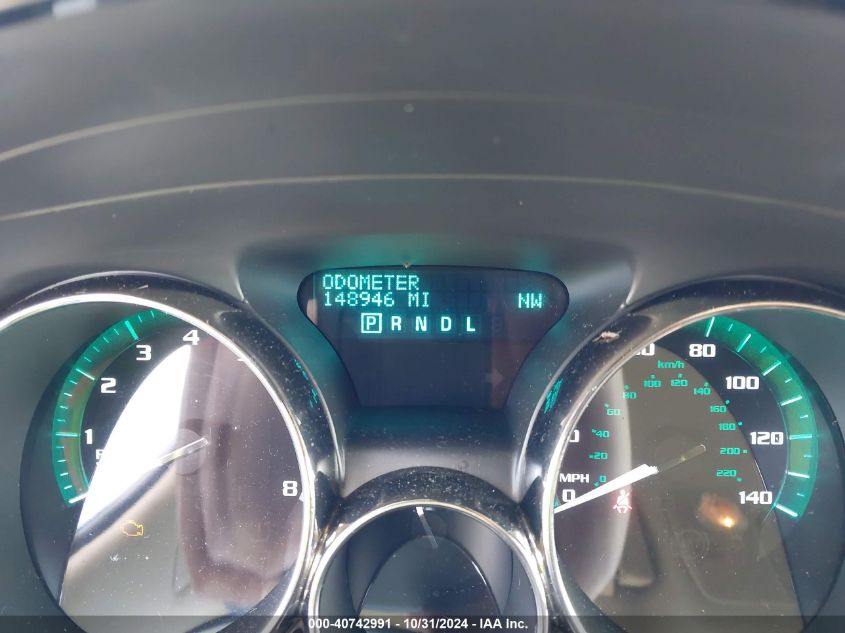 ODOMETER
148946 MI NW
P R N D L
1 2 3 4 8
80 100 120 140
km/h
0 20 40 60 80 100 120 140 160 180 200 220
MPH
0
000-40742991 - 10/31/2024 - IAA Inc.